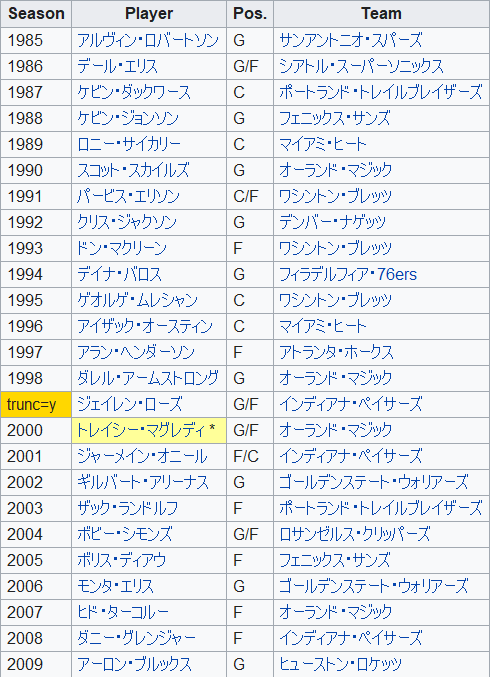 Season Player Pos. Team
1985 アルヴィン・ロバートソン G サンアントニオ・スパーズ
1986 デール・エリス G/F シアトル・スーパーソニックス
1987 ケビン・ダックワース C ポートランド・トレイルブレイザーズ
1988 ケビン・ジョンソン G フェニックス・サンズ
1989 ロニー・サイカリー C マイアミ・ヒート
1990 スコット・スカイルズ G オーランド・マジック
1991 パービス・エリソン C/F ワシントン・ブレッツ
1992 クリス・ジャクソン G デンバー・ナゲッツ
1993 ドン・マクリーン F ワシントン・ブレッツ
1994 デイナ・バロス G フィラデルフィア・76ers
1995 ゲオルゲ・ムレシャン C ワシントン・ブレッツ
1996 アイザック・オースティン C マイアミ・ヒート
1997 アラン・ヘンダーソン F アトランタ・ホークス
1998 ダレル・アームストロング G オーランド・マジック
trunc=y ジェイレン・ローズ G/F インディアナ・ペイサーズ
2000 トレイシー・マグレディ * G/F オーランド・マジック
2001 ジャーメイン・オニール F/C インディアナ・ペイサーズ
2002 ギルバート・アリーナス G ゴールデンステート・ウォリアーズ
2003 ザック・ランドルフ F ポートランド・トレイルブレイザーズ
2004 ボビー・シモンズ G/F ロサンゼルス・クリッパーズ
2005 ボリス・ディアウ F フェニックス・サンズ
2006 モンタ・エリス G ゴールデンステート・ウォリアーズ
2007 ヒド・ターコルー F オーランド・マジック
2008 ダニー・グレンジャー F インディアナ・ペイサーズ
2009 アーロン・ブルックス G ヒューストン・ロケッツ